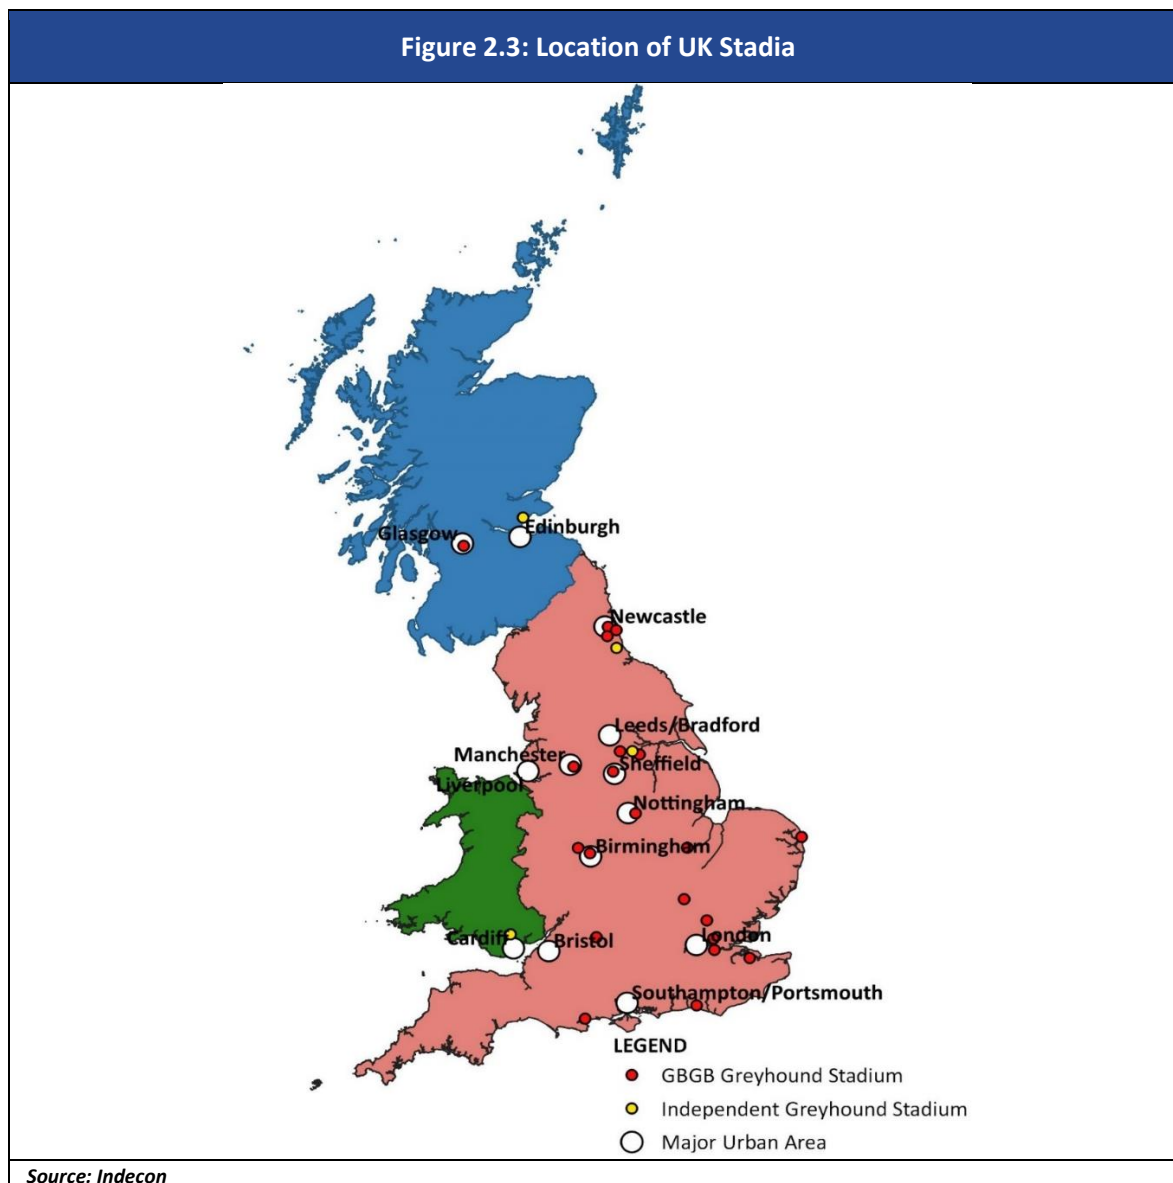 Figure 2.3: Location of UK Stadia
Glasgow
Edinburgh
Newcastle
Leeds/Bradford
Manchester
Sheffield
Liverpool
Nottingham
Birmingham
Cardiff
Bristol
London
Southampton/Portsmouth
LEGEND
GBGB Greyhound Stadium
Independent Greyhound Stadium
Major Urban Area
Source: Indecon